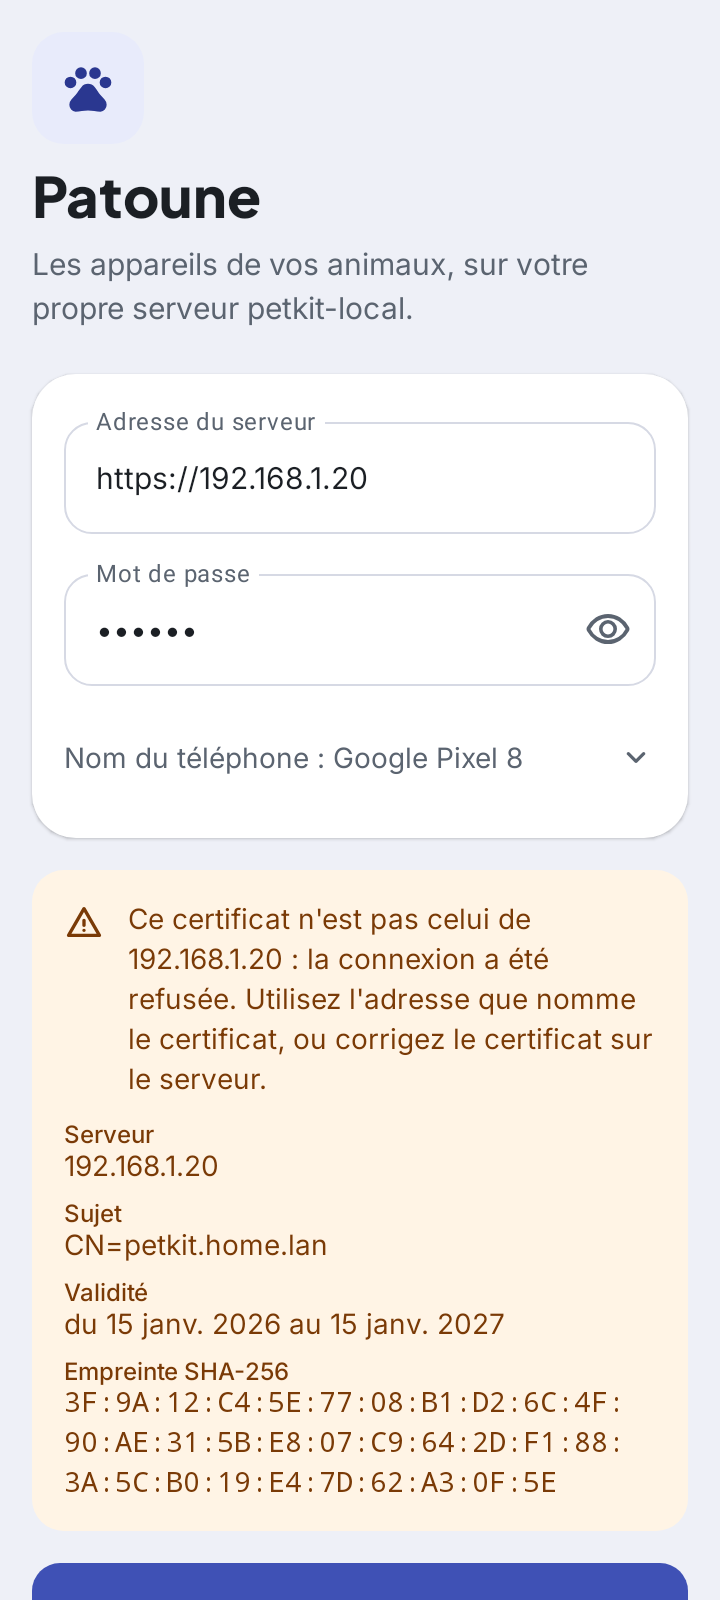 Patoune
Les appareils de vos animaux, sur votre
propre serveur petkit-local.
Adresse du serveur
https://192.168.1.20
Mot de passe
••••••
Nom du téléphone : Google Pixel 8
Ce certificat n'est pas celui de
192.168.1.20 : la connexion a été
refusée. Utilisez l'adresse que nomme
le certificat, ou corrigez le certificat sur
le serveur.
Serveur
192.168.1.20
Sujet
CN=petkit.home.lan
Validité
du 15 janv. 2026 au 15 janv. 2027
Empreinte SHA-256
3F:9A:12:C4:5E:77:08:B1:D2:6C:4F:
90:AE:31:5B:E8:07:C9:64:2D:F1:88:
3A:5C:B0:19:E4:7D:62:A3:0F:5E